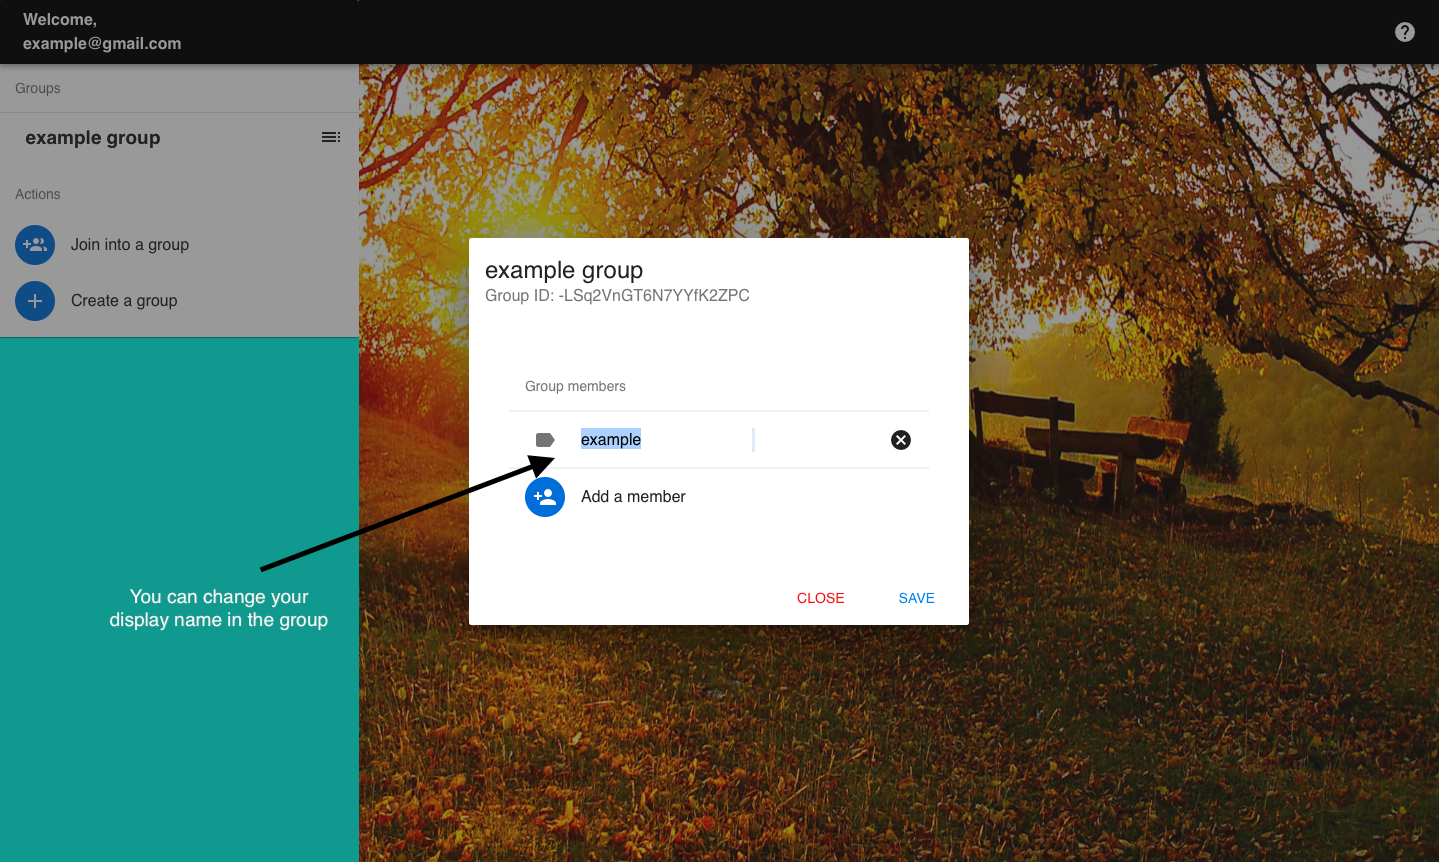 Welcome,
example@gmail.com
Groups
example group
Actions
Join into a group
Create a group
example group
Group ID: -LSq2VnGT6N7YYfK2ZPC
Group members
example
Add a member
CLOSE
SAVE
You can change your
display name in the group